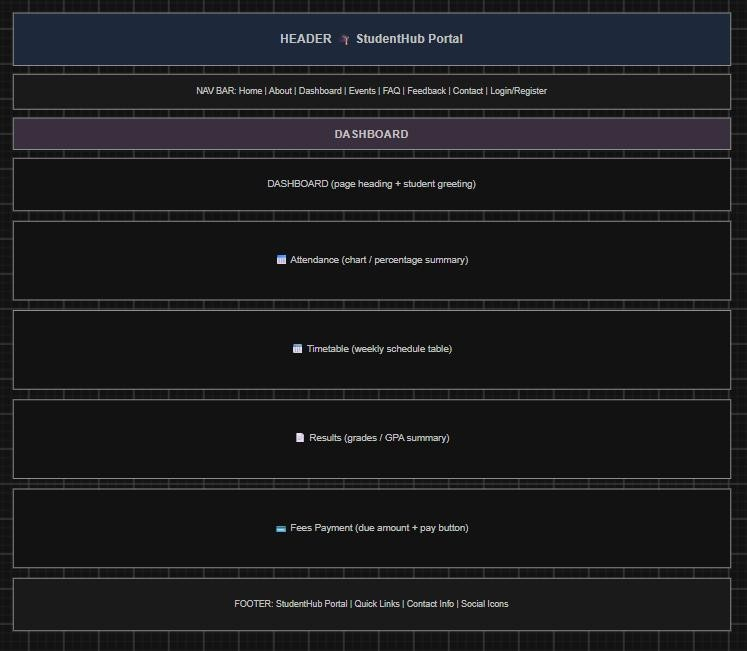 HEADER StudentHub Portal
NAV BAR: Home | About | Dashboard | Events | FAQ | Feedback | Contact | Login/Register
DASHBOARD
DASHBOARD (page heading + student greeting)
Attendance (chart / percentage summary)
Timetable (weekly schedule table)
Results (grades / GPA summary)
Fees Payment (due amount + pay button)
FOOTER: StudentHub Portal | Quick Links | Contact Info | Social Icons